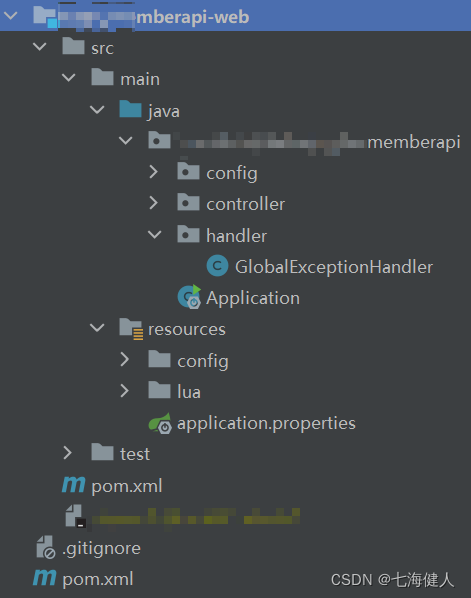 mberapi-web
src
main
java
memberapi
config
controller
handler
GlobalExceptionHandler
Application
resources
config
lua
application.properties
test
pom.xml
.gitignore
pom.xml
CSDN @七海健人